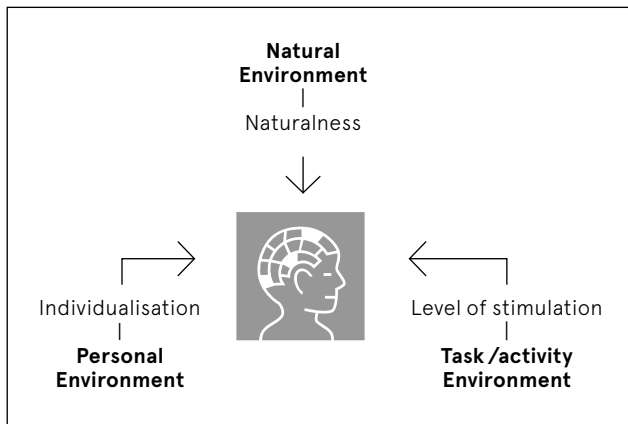 Natural
Environment
Naturalness
Individualisation
Personal
Environment
Level of stimulation
Task/activity
Environment